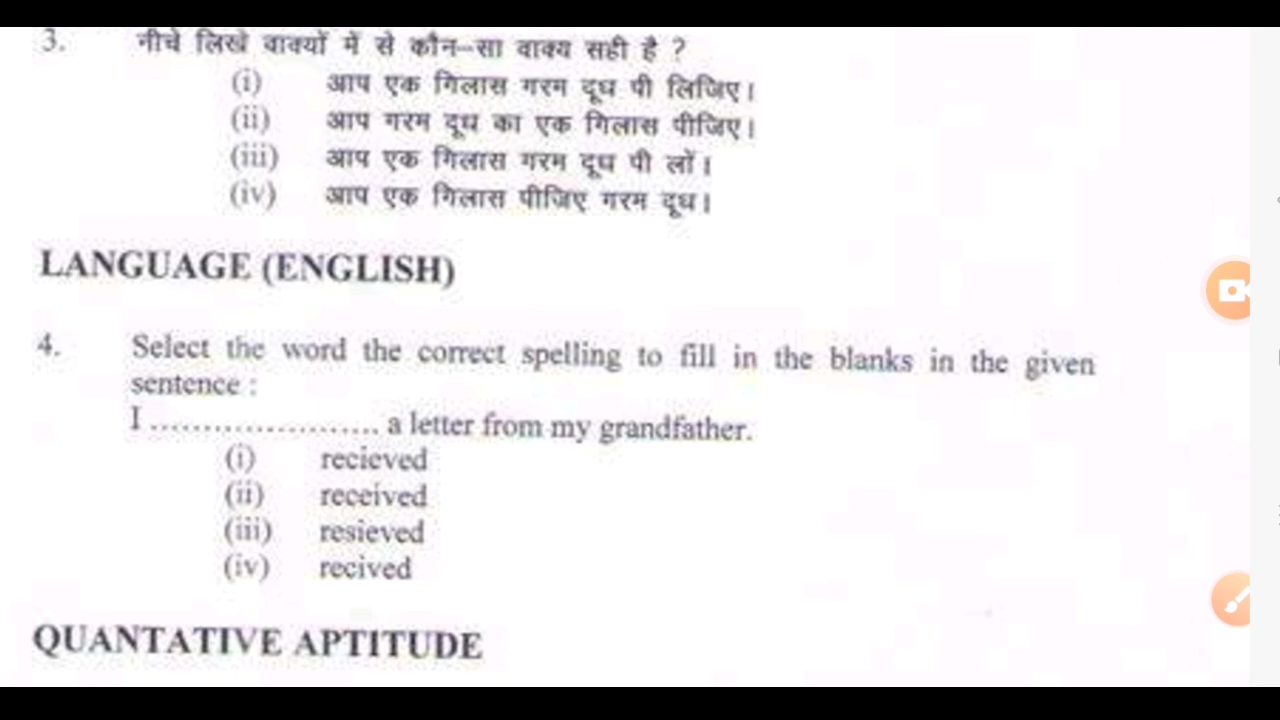 3. नीचे लिखे वाक्यों में से कौन-सा वाक्य सही है ?
(i) आप एक गिलास गरम दूध पी लिजिए।
(ii) आप गरम दूध का एक गिलास पीजिए।
(iii) आप एक गिलास गरम दूध पी लों।
(iv) आप एक गिलास पीजिए गरम दूध।
LANGUAGE (ENGLISH)
4. Select the word the correct spelling to fill in the blanks in the given
sentence :
I ...................... a letter from my grandfather.
(i) recieved
(ii) received
(iii) resieved
(iv) recived
QUANTATIVE APTITUDE